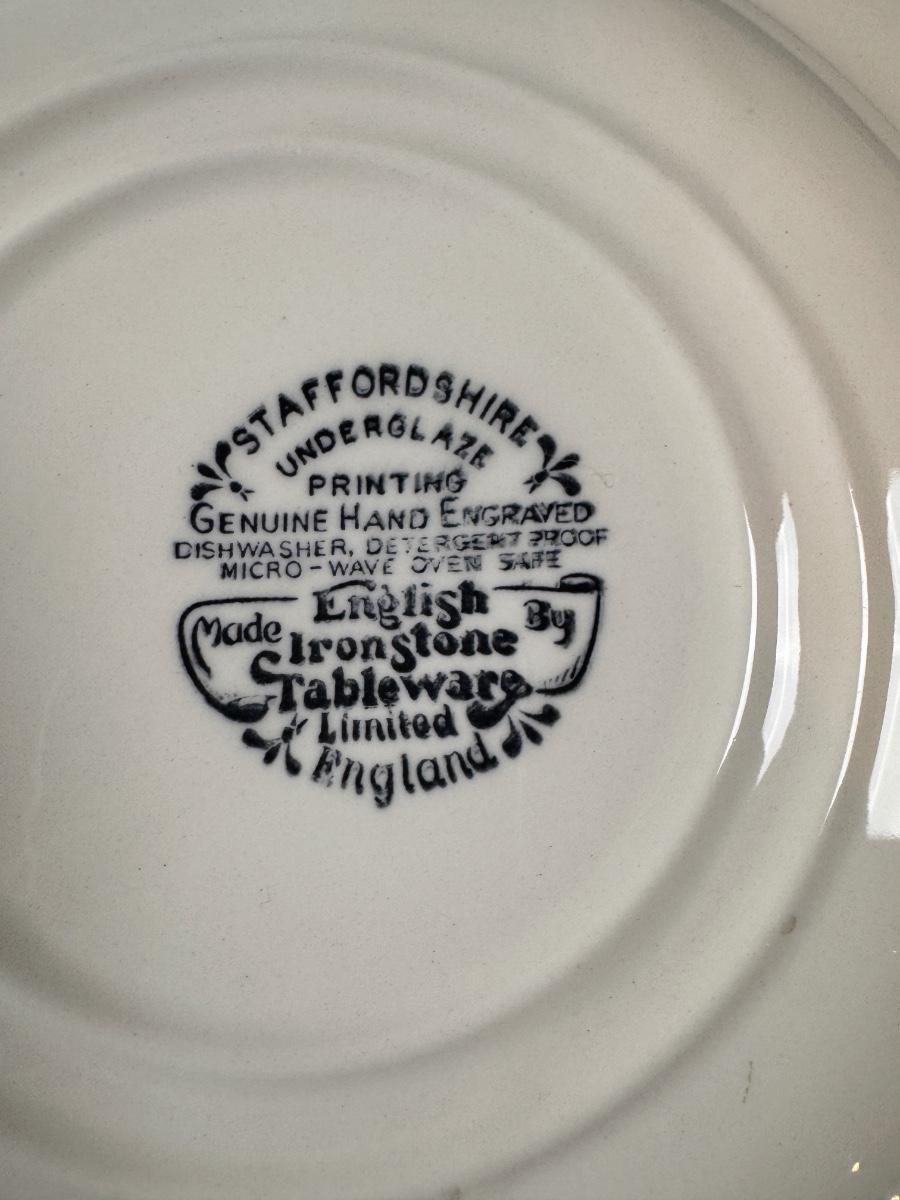 STAFFORDSHIRE
UNDERGLAZE
PRINTING
GENUINE HAND ENGRAVED
DISHWASHER, DETERGENT PROOF
MICRO-WAVE OVEN SAFE
Made English By
Ironstone
Tableware
Limited
England